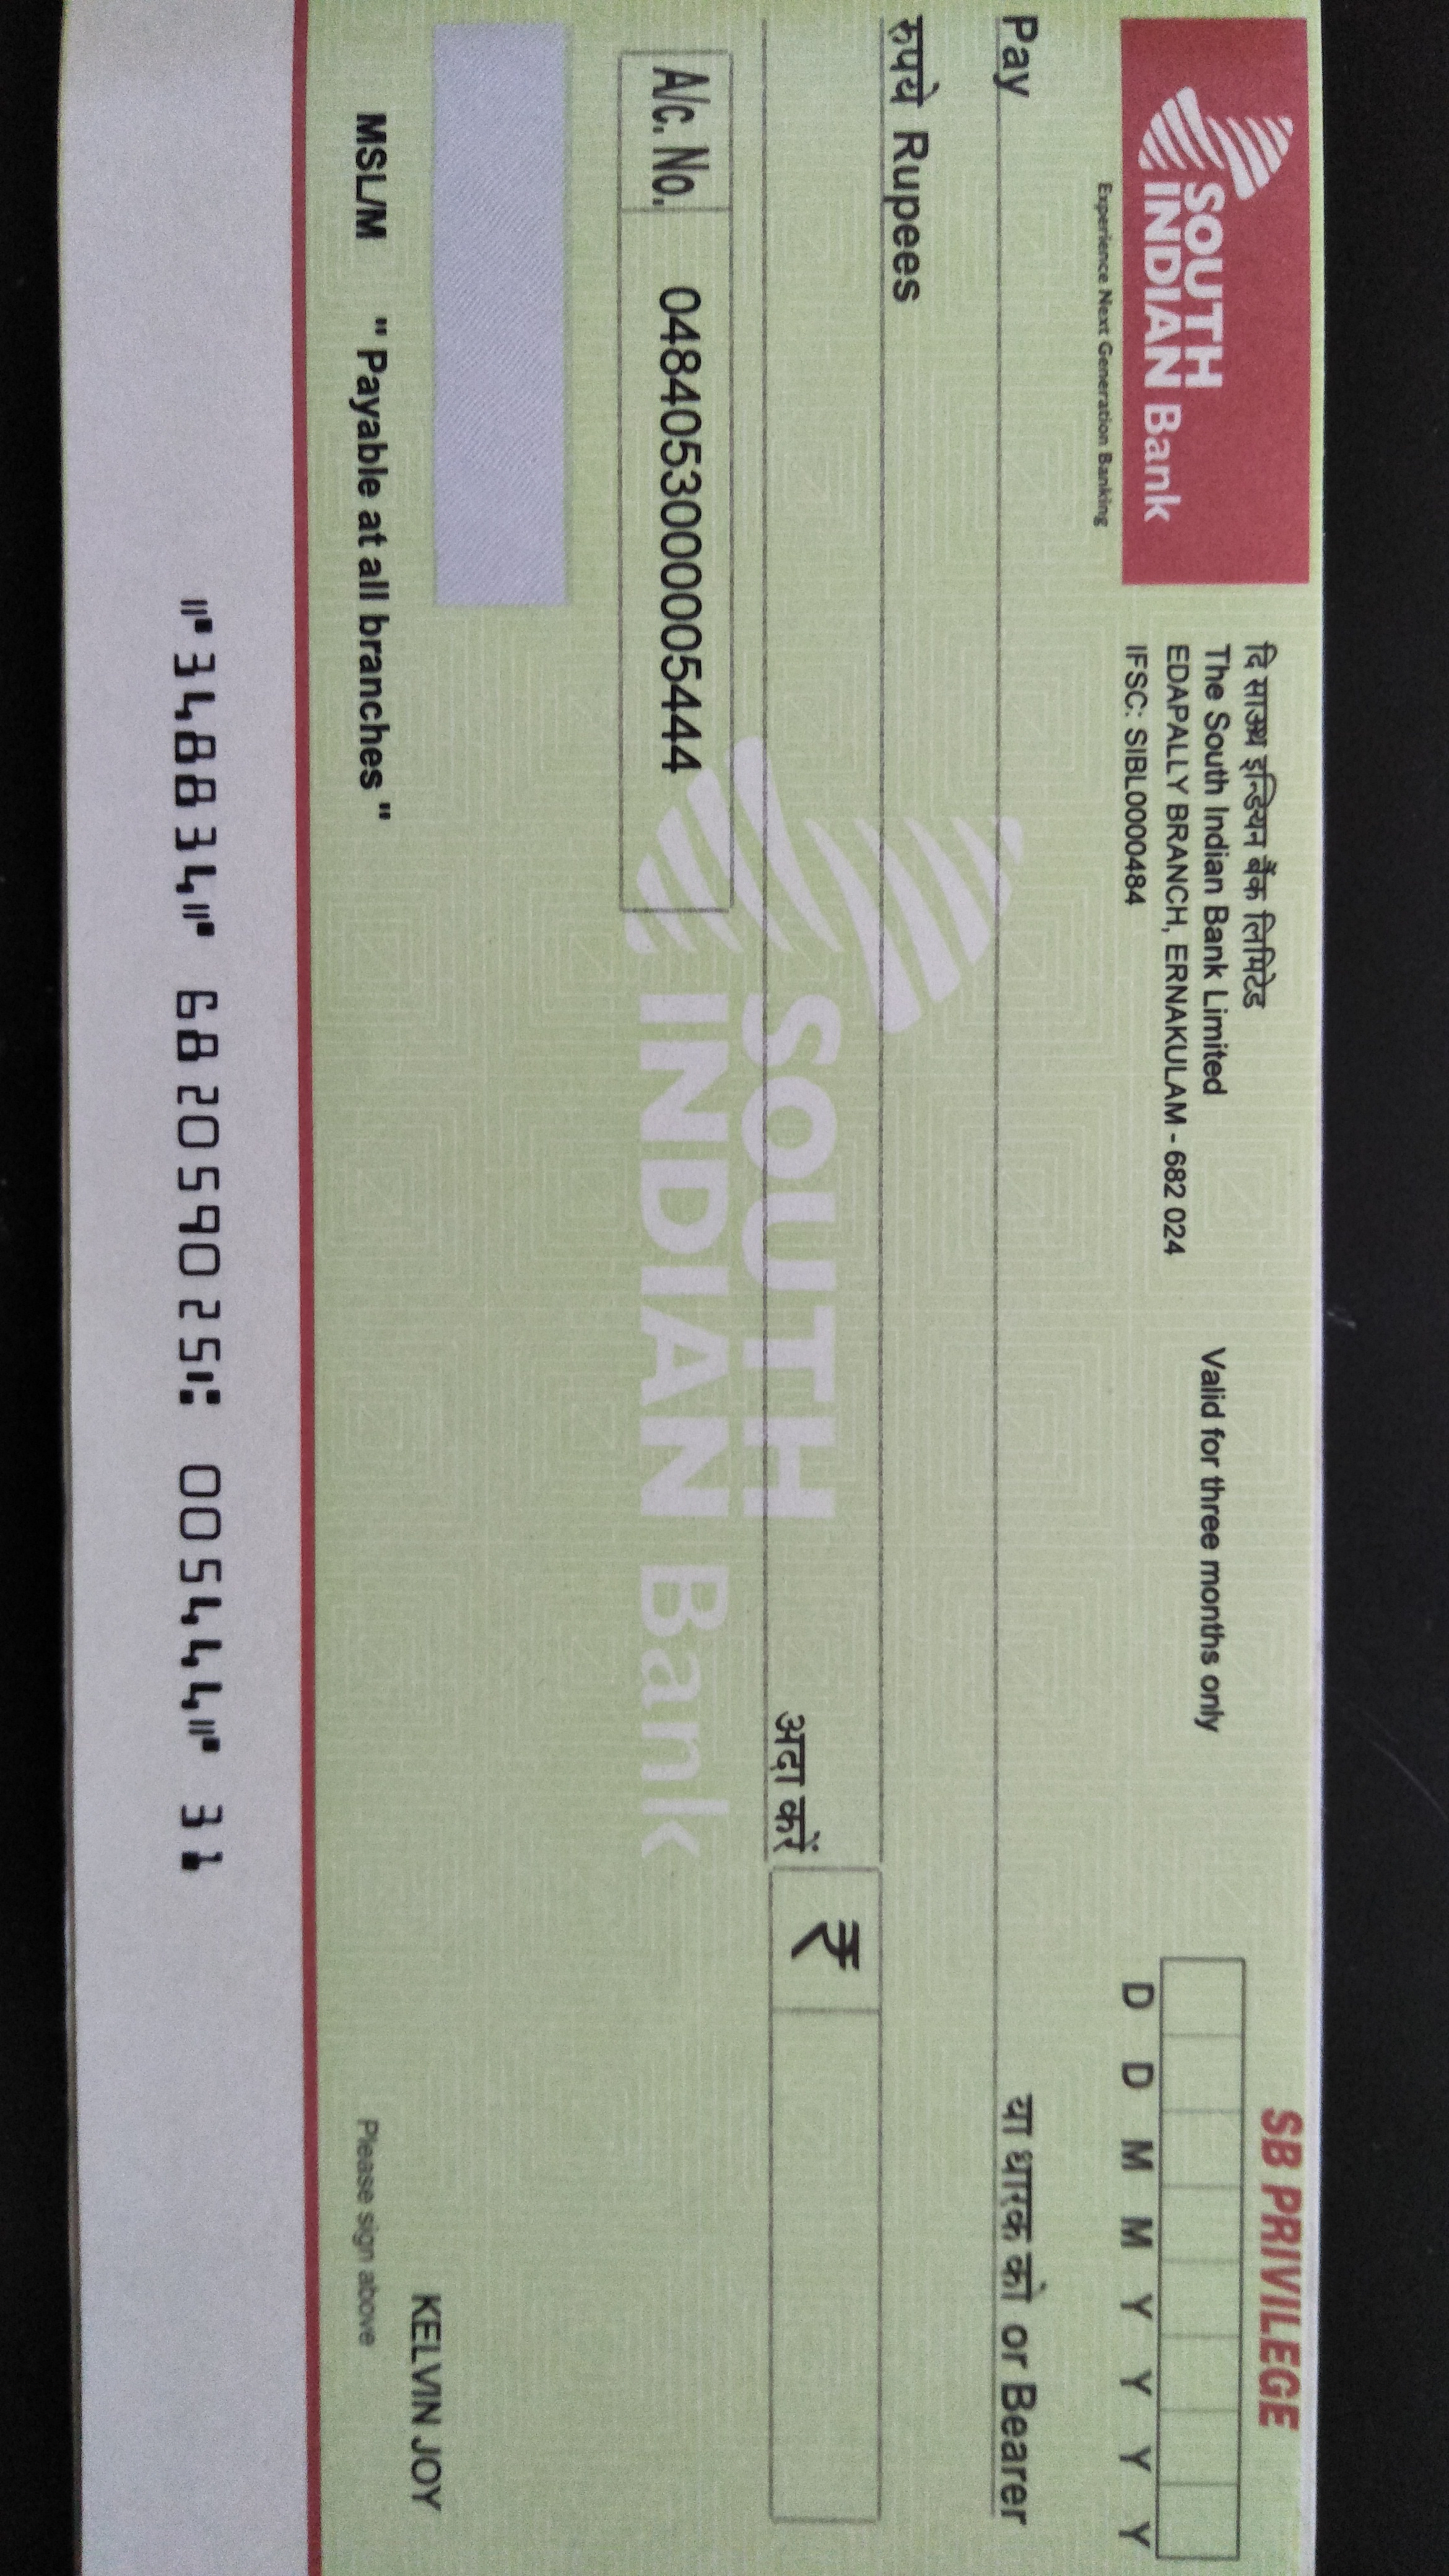 SOUTH
INDIAN Bank
Experience Next Generation Banking
दि साउथ इन्डियन बैंक लिमिटेड
The South Indian Bank Limited
EDAPALLY BRANCH, ERNAKULAM - 682 024
IFSC: SIBL0000484
Valid for three months only
SB PRIVILEGE
D D M M Y Y Y Y
Pay
या धारक को or Bearer
रुपये Rupees
अदा करें
₹
A/c. No. 0484053000005444
SOUTH
INDIAN Bank
KELVIN JOY
MSL/M " Payable at all branches "
Please sign above
⑈348834⑈ 682059025⑆ 005444⑈ 31